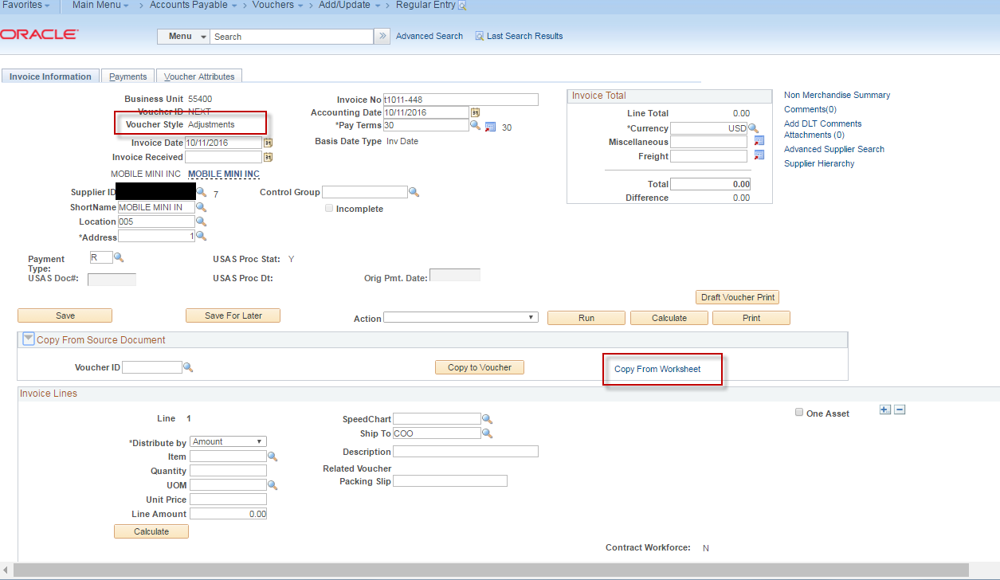 Favorites Main Menu > Accounts Payable > Vouchers > Add/Update > Regular Entry
ORACLE
Menu Search Advanced Search Last Search Results
Invoice Information Payments Voucher Attributes
Business Unit 55400
Voucher ID NEXT
Voucher Style Adjustments
Invoice Date 10/11/2016
Invoice Received
MOBILE MINI INC MOBILE MINI INC
Supplier ID 7
ShortName MOBILE MINI IN
Location 005
*Address 1
Invoice No t1011-448
Accounting Date 10/11/2016
*Pay Terms 30 30
Basis Date Type Inv Date
Control Group
Incomplete
Invoice Total
Line Total 0.00
*Currency USD
Miscellaneous
Freight
Total 0.00
Difference 0.00
Non Merchandise Summary
Comments(0)
Add DLT Comments
Attachments (0)
Advanced Supplier Search
Supplier Hierarchy
Payment Type: R
USAS Proc Stat: Y
USAS Doc#:
USAS Proc Dt:
Orig Pmt. Date:
Draft Voucher Print
Save Save For Later Action Run Calculate Print
Copy From Source Document
Voucher ID Copy to Voucher Copy From Worksheet
Invoice Lines
Line 1
*Distribute by Amount
Item
Quantity
UOM
Unit Price
Line Amount 0.00
Calculate
SpeedChart
Ship To COO
Description
Related Voucher
Packing Slip
One Asset
Contract Workforce: N